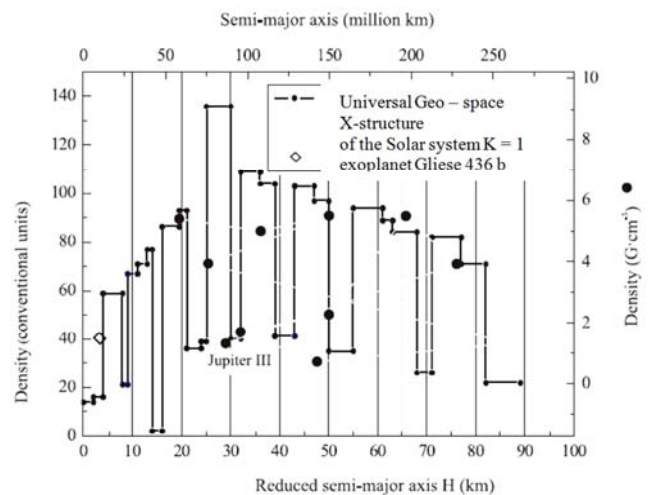 Semi-major axis (million km)
0 50 100 150 200 250
10
8
6
4
2
0
Density (G·cm⁻³)
140
120
100
80
60
40
20
0
Density (conventional units)
Universal Geo – space
X-structure
of the Solar system K = 1
exoplanet Gliese 436 b
Jupiter III
0 10 20 30 40 50 60 70 80 90 100
Reduced semi-major axis H (km)